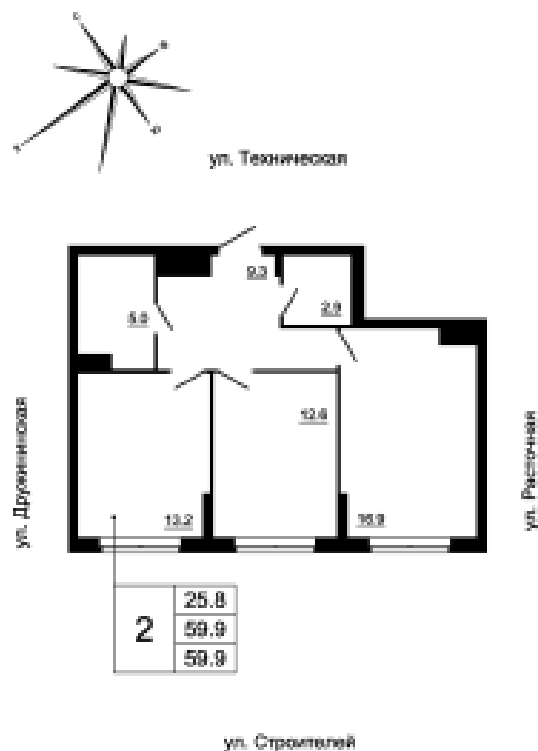 ул. Техническая
9.3
5.0
2.9
12.6
13.2
16.9
ул. Дружининская
ул. Расточная
2
25.8
59.9
59.9
ул. Строителей